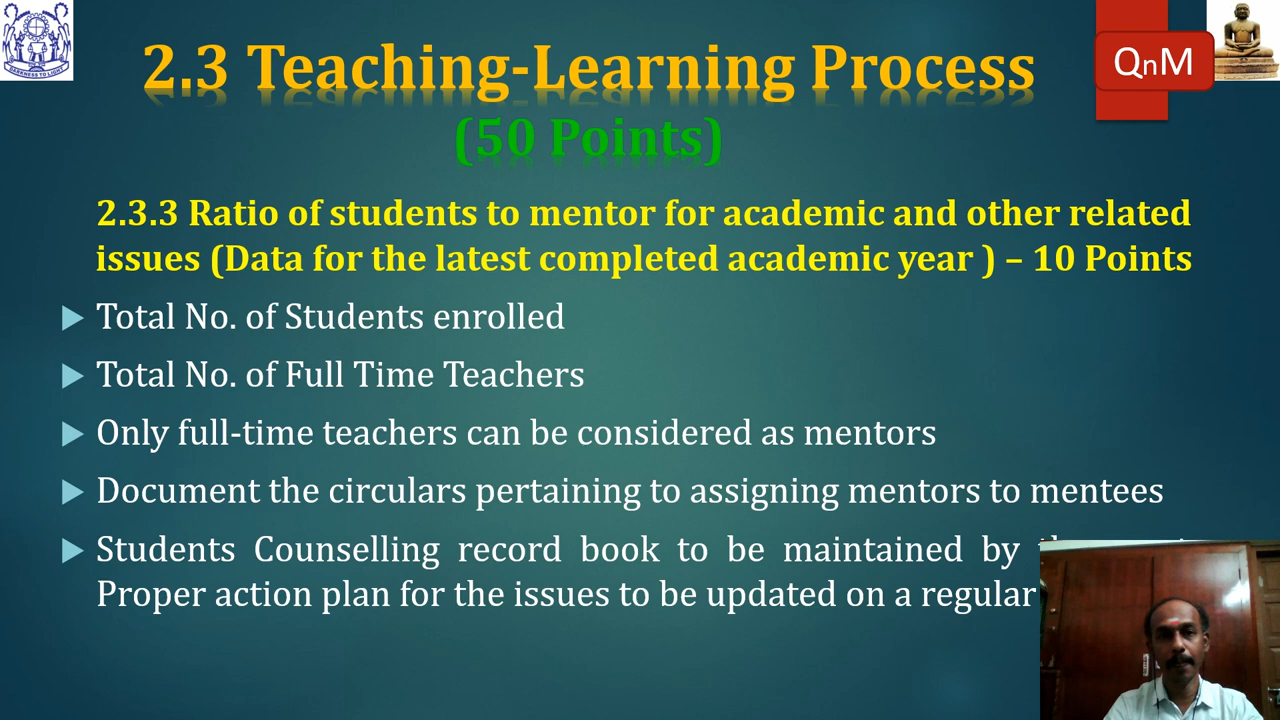 2.3 Teaching-Learning Process
QnM
(50 Points)
2.3.3 Ratio of students to mentor for academic and other related
issues (Data for the latest completed academic year ) – 10 Points
Total No. of Students enrolled
Total No. of Full Time Teachers
Only full-time teachers can be considered as mentors
Document the circulars pertaining to assigning mentors to mentees
Students Counselling record book to be maintained by
Proper action plan for the issues to be updated on a regular